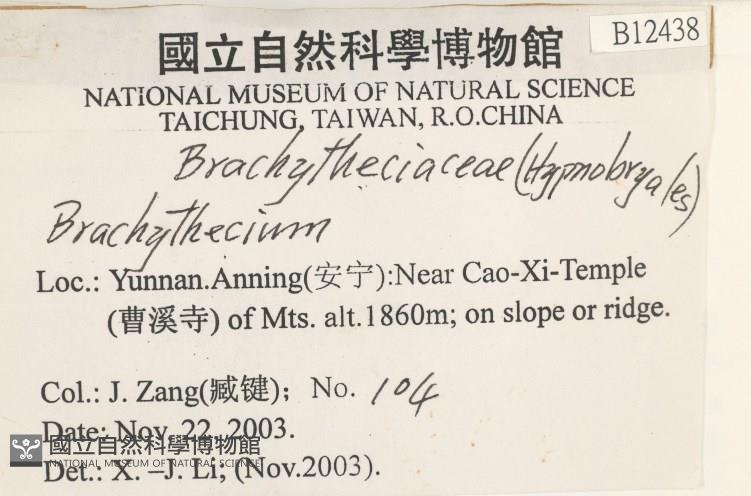 國立自然科學博物館
B12438
NATIONAL MUSEUM OF NATURAL SCIENCE
TAICHUNG, TAIWAN, R.O.CHINA
Brachytheciaceae (Hypnobryales)
Brachythecium
Loc.: Yunnan.Anning(安宁):Near Cao-Xi-Temple
(曹溪寺) of Mts. alt.1860m; on slope or ridge.
Col.: J. Zang(臧键); No. 104
Date: Nov. 22, 2003.
國立自然科學博物館
NATIONAL MUSEUM OF NATURAL SCIENCE
Det.: X. –J. Li; (Nov.2003).